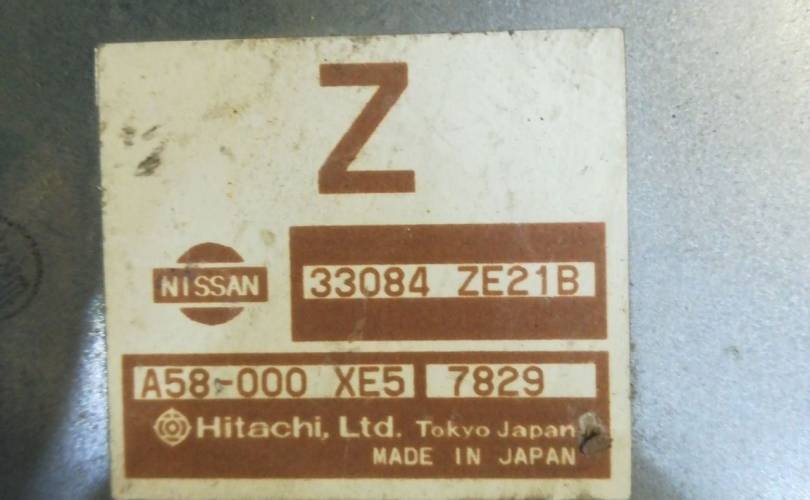 Z
NISSAN
33084 ZE21B
A58-000 XE5 7829
Hitachi, Ltd. Tokyo Japan
MADE IN JAPAN